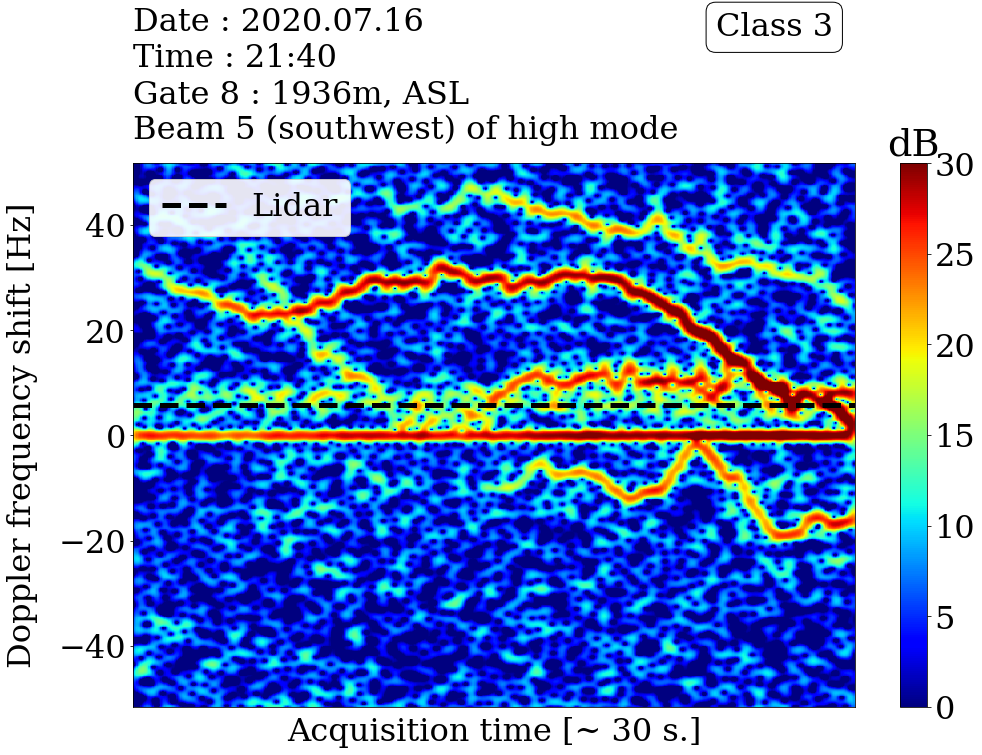 Date : 2020.07.16
Time : 21:40
Gate 8 : 1936m, ASL
Beam 5 (southwest) of high mode
Class 3
Lidar
Doppler frequency shift [Hz]
40
20
0
−20
−40
Acquisition time [~ 30 s.]
dB
30
25
20
15
10
5
0